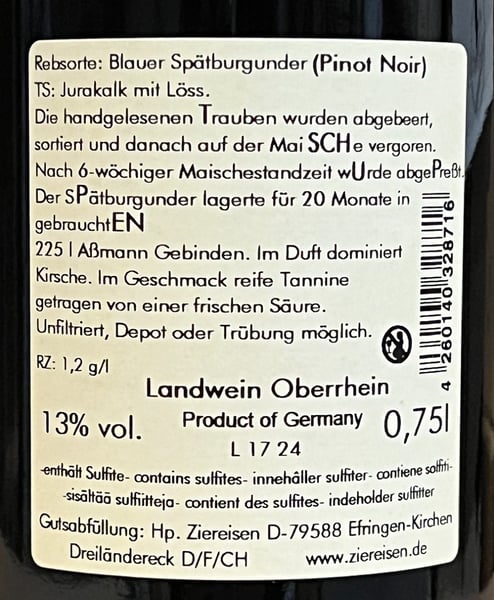 Rebsorte: Blauer Spätburgunder (Pinot Noir)
TS: Jurakalk mit Löss.
Die handgelesenen Trauben wurden abgebeert,
sortiert und danach auf der MaiSCHe vergoren.
Nach 6-wöchiger Maischestandzeit wUrde abgePreßt.
Der SPätburgunder lagerte für 20 Monate in
gebrauchtEN
225 l Aßmann Gebinden. Im Duft dominiert
Kirsche. Im Geschmack reife Tannine
getragen von einer frischen Säure.
Unfiltriert, Depot oder Trübung möglich.
RZ: 1,2 g/l
4 260140 328716
Landwein Oberrhein
13% vol. Product of Germany 0,75l
L 17 24
-enthält Sulfite- contains sulfites- innehåller sulfiter- contiene solfiti-
-sisältää sulfiitteja- contient des sulfites- indeholder sulfitter
Gutsabfüllung: Hp. Ziereisen D-79588 Efringen-Kirchen
Dreiländereck D/F/CH www.ziereisen.de